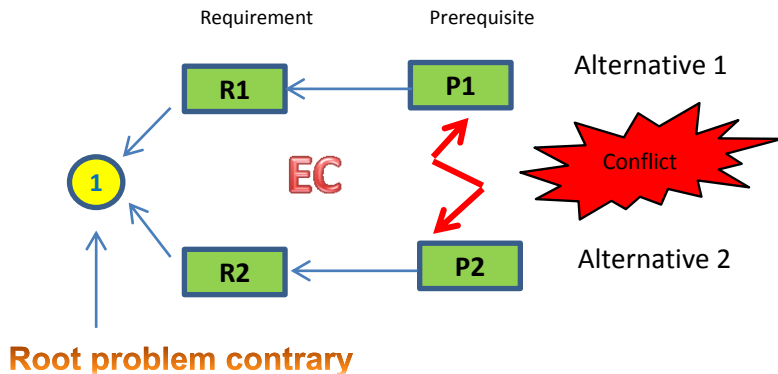 Requirement
Prerequisite
R1
P1
Alternative 1
1
EC
Conflict
R2
P2
Alternative 2
Root problem contrary